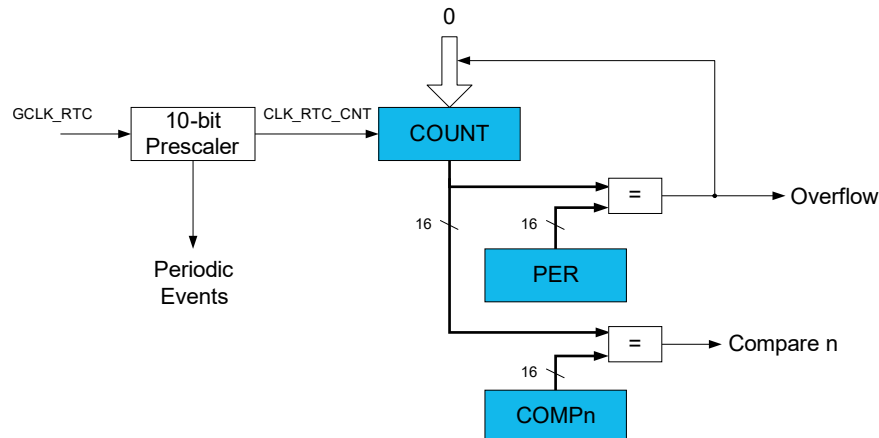 0
GCLK_RTC
10-bit
Prescaler
CLK_RTC_CNT
COUNT
=
Overflow
16
16
Periodic
Events
PER
=
Compare n
16
COMPn